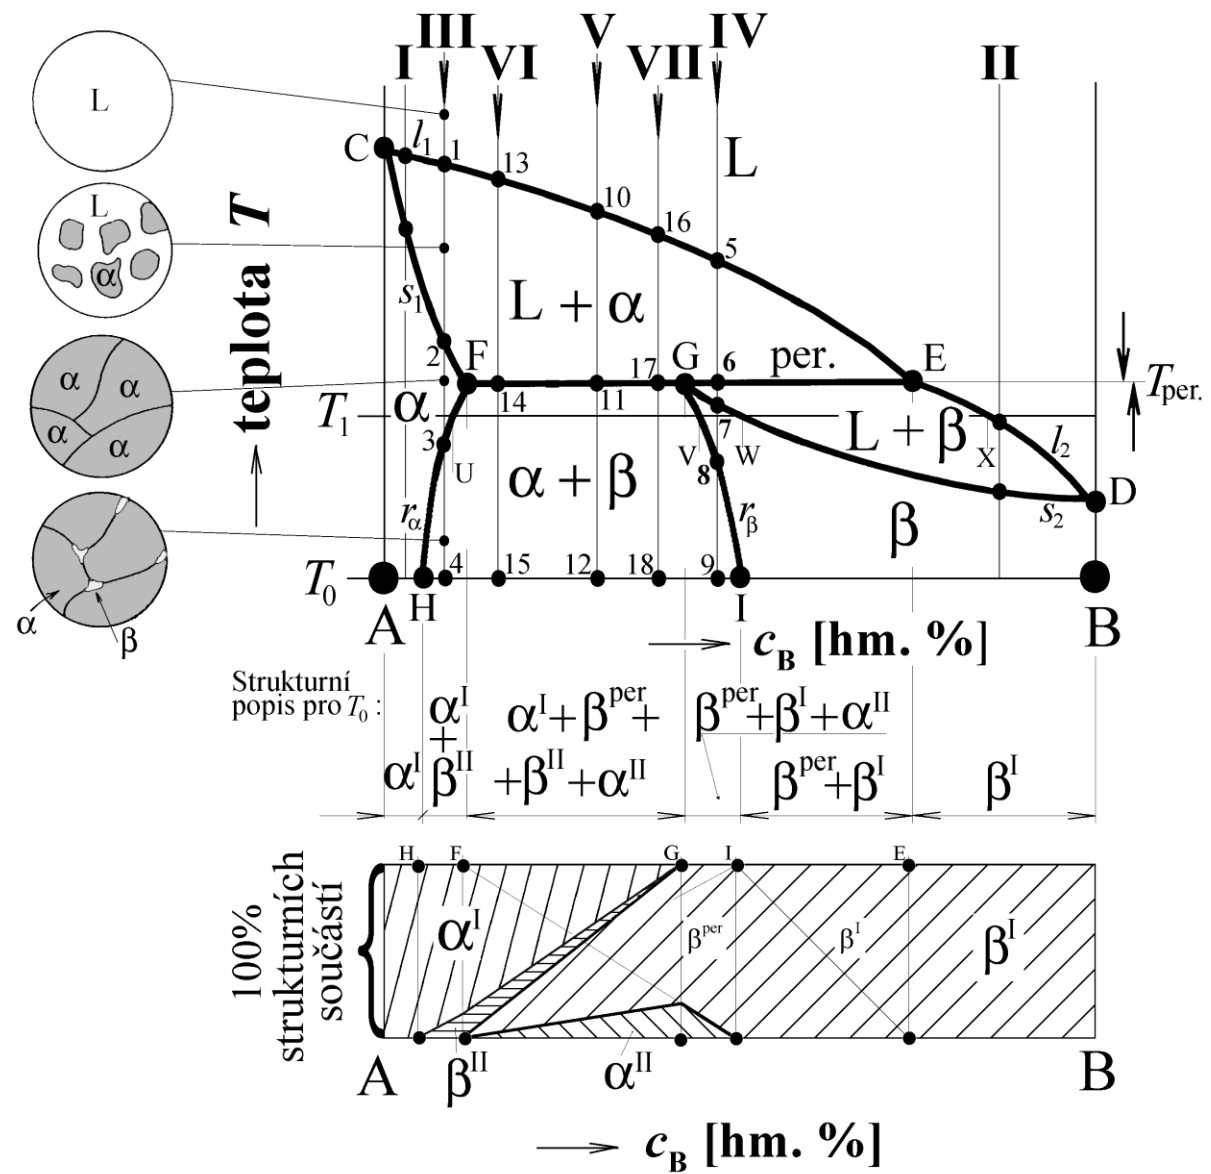 III
IV
V
I
VI
VII
II
L
C
l1
1
13
L
L
10
16
5
teplota T
α
s1
L + α
2
F
17
G
6
per.
E
Tper.
α
α
α
α
α
14
11
T1
7
L + β
3
U
V
W
X
l2
8
α + β
D
rα
rβ
β
s2
T0
4
15
12
18
9
A
H
I
B
α
β
cB [hm. %]
Strukturní
popis pro T0 :
αI
αI
+
βII
αI + βper +
+ βII + αII
βper + βI + αII
βper + βI
βI
100%
strukturních
součástí
H
F
G
I
E
αI
βper
βI
βI
A
βII
αII
B
cB [hm. %]